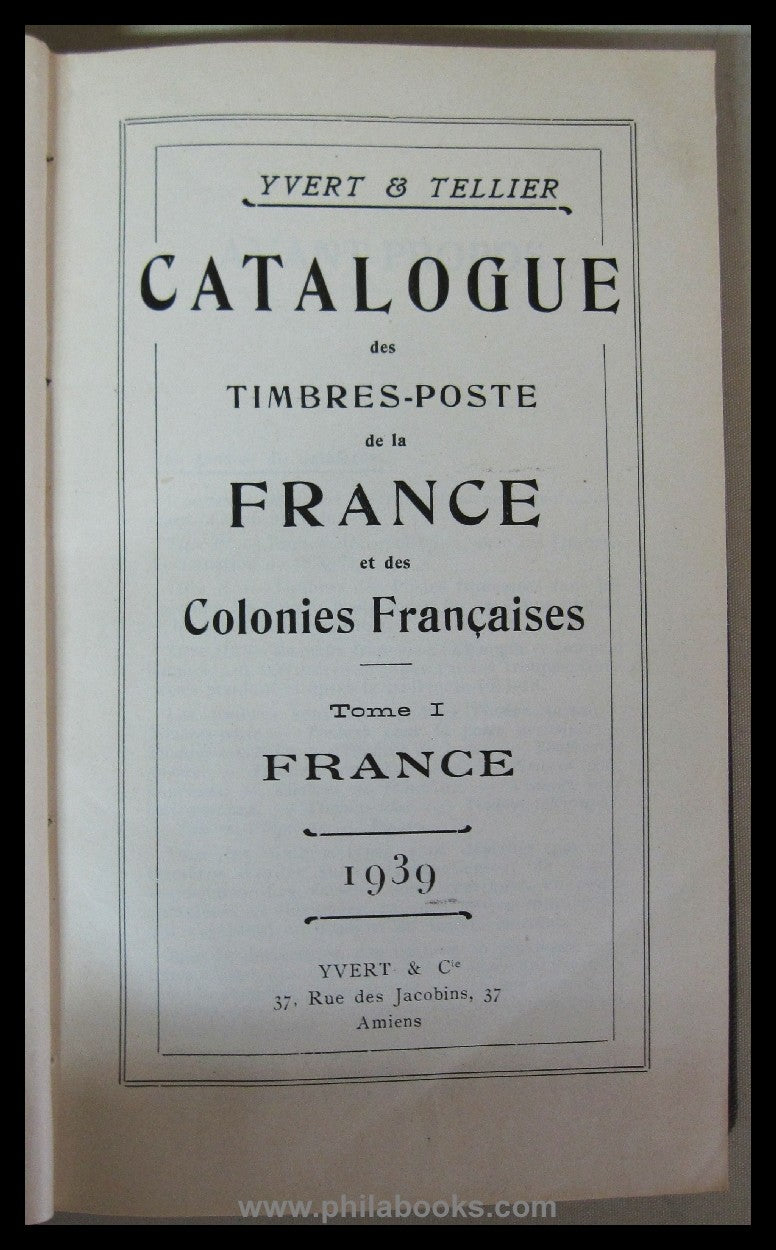 YVERT & TELLIER
CATALOGUE
des
TIMBRES-POSTE
de la
FRANCE
et des
Colonies Françaises
Tome I
FRANCE
1939
YVERT & Cie
37, Rue des Jacobins, 37
Amiens
www.philabooks.com